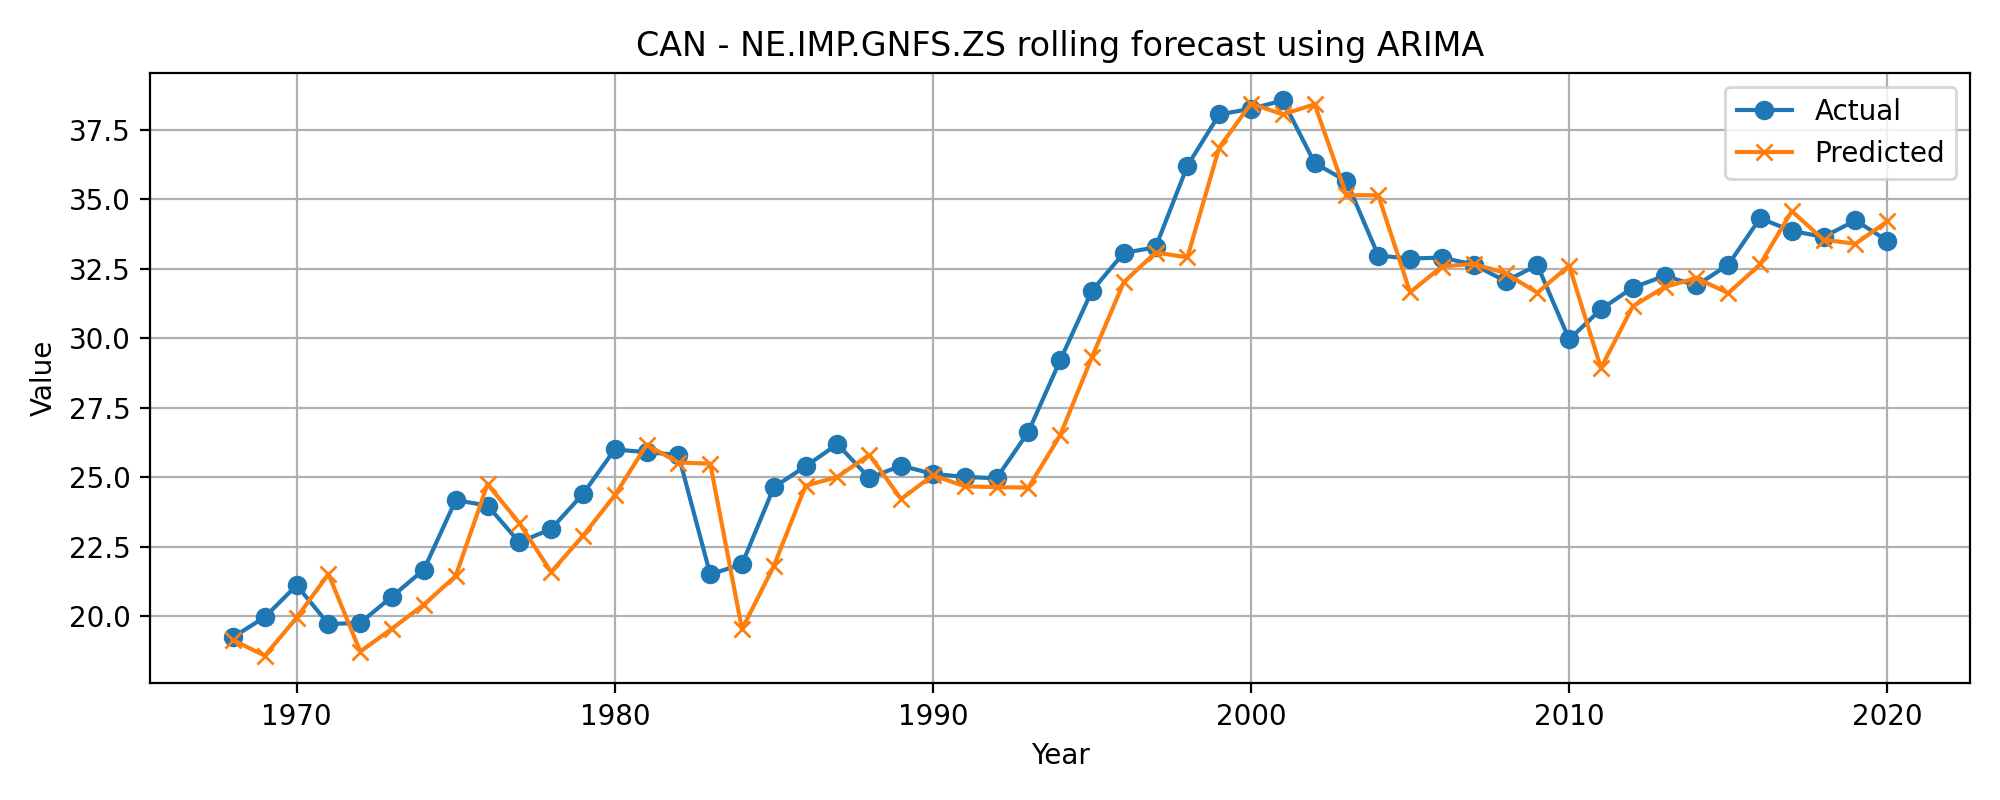 CAN - NE.IMP.GNFS.ZS rolling forecast using ARIMA
Actual
Predicted
37.5
35.0
32.5
30.0
27.5
25.0
22.5
20.0
Value
1970 1980 1990 2000 2010 2020
Year